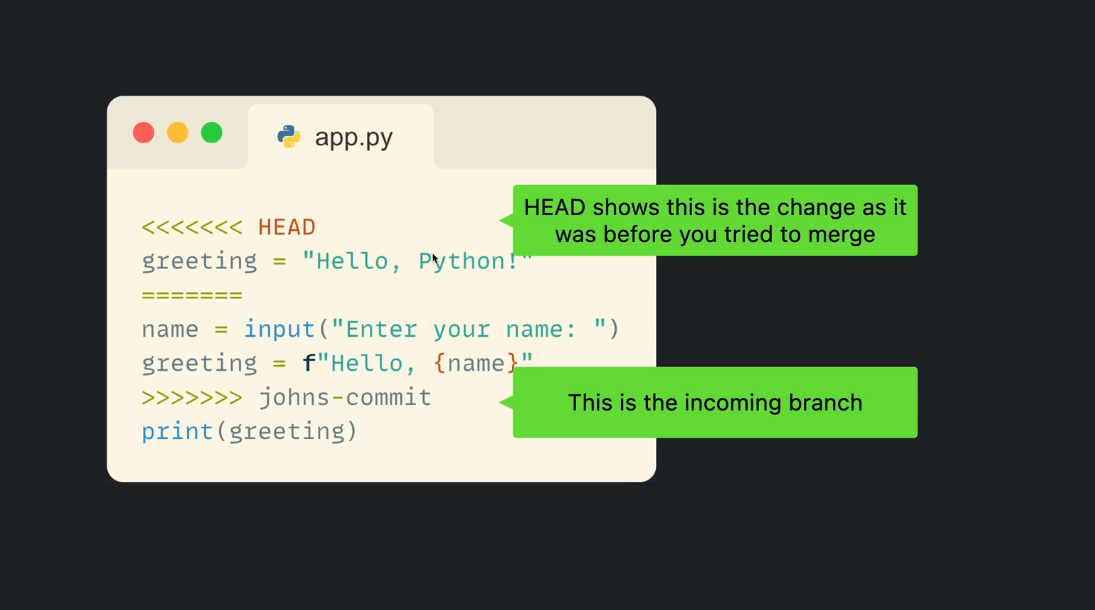 app.py
<<<<<<< HEAD
HEAD shows this is the change as it
was before you tried to merge
greeting = "Hello, Python!"
=======
name = input("Enter your name: ")
greeting = f"Hello, {name}"
>>>>>>> johns-commit
This is the incoming branch
print(greeting)